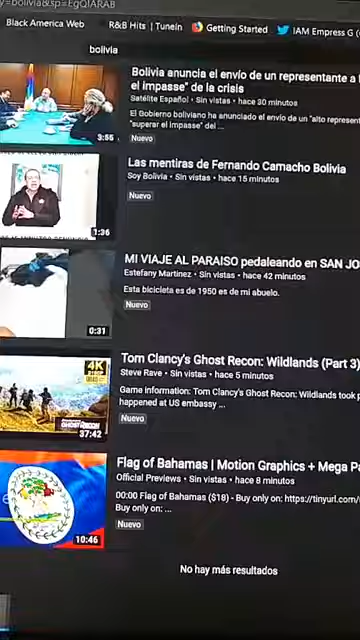 y=bolivia&sp=EgQIARAB
Black America Web
R&B Hits | TuneIn
Getting Started
IAM Empress G (
bolivia
Bolivia anuncia el envío de un representante a
el impasse" de la crisis
Satélite Español • Sin vistas • hace 30 minutos
El Gobierno boliviano ha anunciado el envío de un "alto represent
"superar el impasse" del ...
Nuevo
3:55
Las mentiras de Fernando Camacho Bolivia
Soy Bolivia • Sin vistas • hace 15 minutos
Nuevo
1:36
MI VIAJE AL PARAISO pedaleando en SAN JO
Estefany Martinez • Sin vistas • hace 42 minutos
Esta bicicleta es de 1950 es de mi abuelo.
Nuevo
0:31
Tom Clancy's Ghost Recon: Wildlands (Part 3)
Steve Rave • Sin vistas • hace 5 minutos
Game information: Tom Clancy's Ghost Recon: Wildlands took p
happened at US embassy ...
Nuevo
4K
GHOST RECON
37:42
Flag of Bahamas | Motion Graphics + Mega Pa
Official Previews • Sin vistas • hace 8 minutos
00:00 Flag of Bahamas ($18) - Buy only on: https://tinyurl.com/
Buy only on: ...
Nuevo
10:46
No hay más resultados